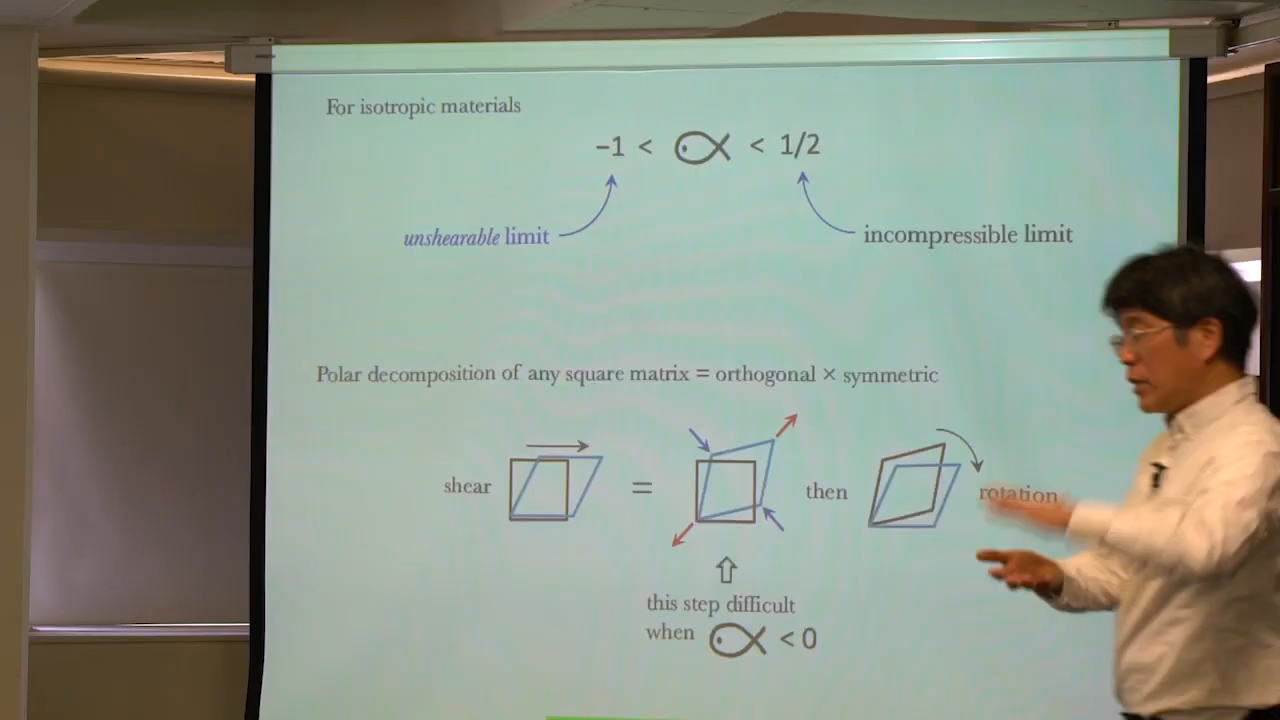 For isotropic materials
−1 < < 1/2
unshearable limit
incompressible limit
Polar decomposition of any square matrix = orthogonal × symmetric
shear = then rotation
this step difficult
when < 0